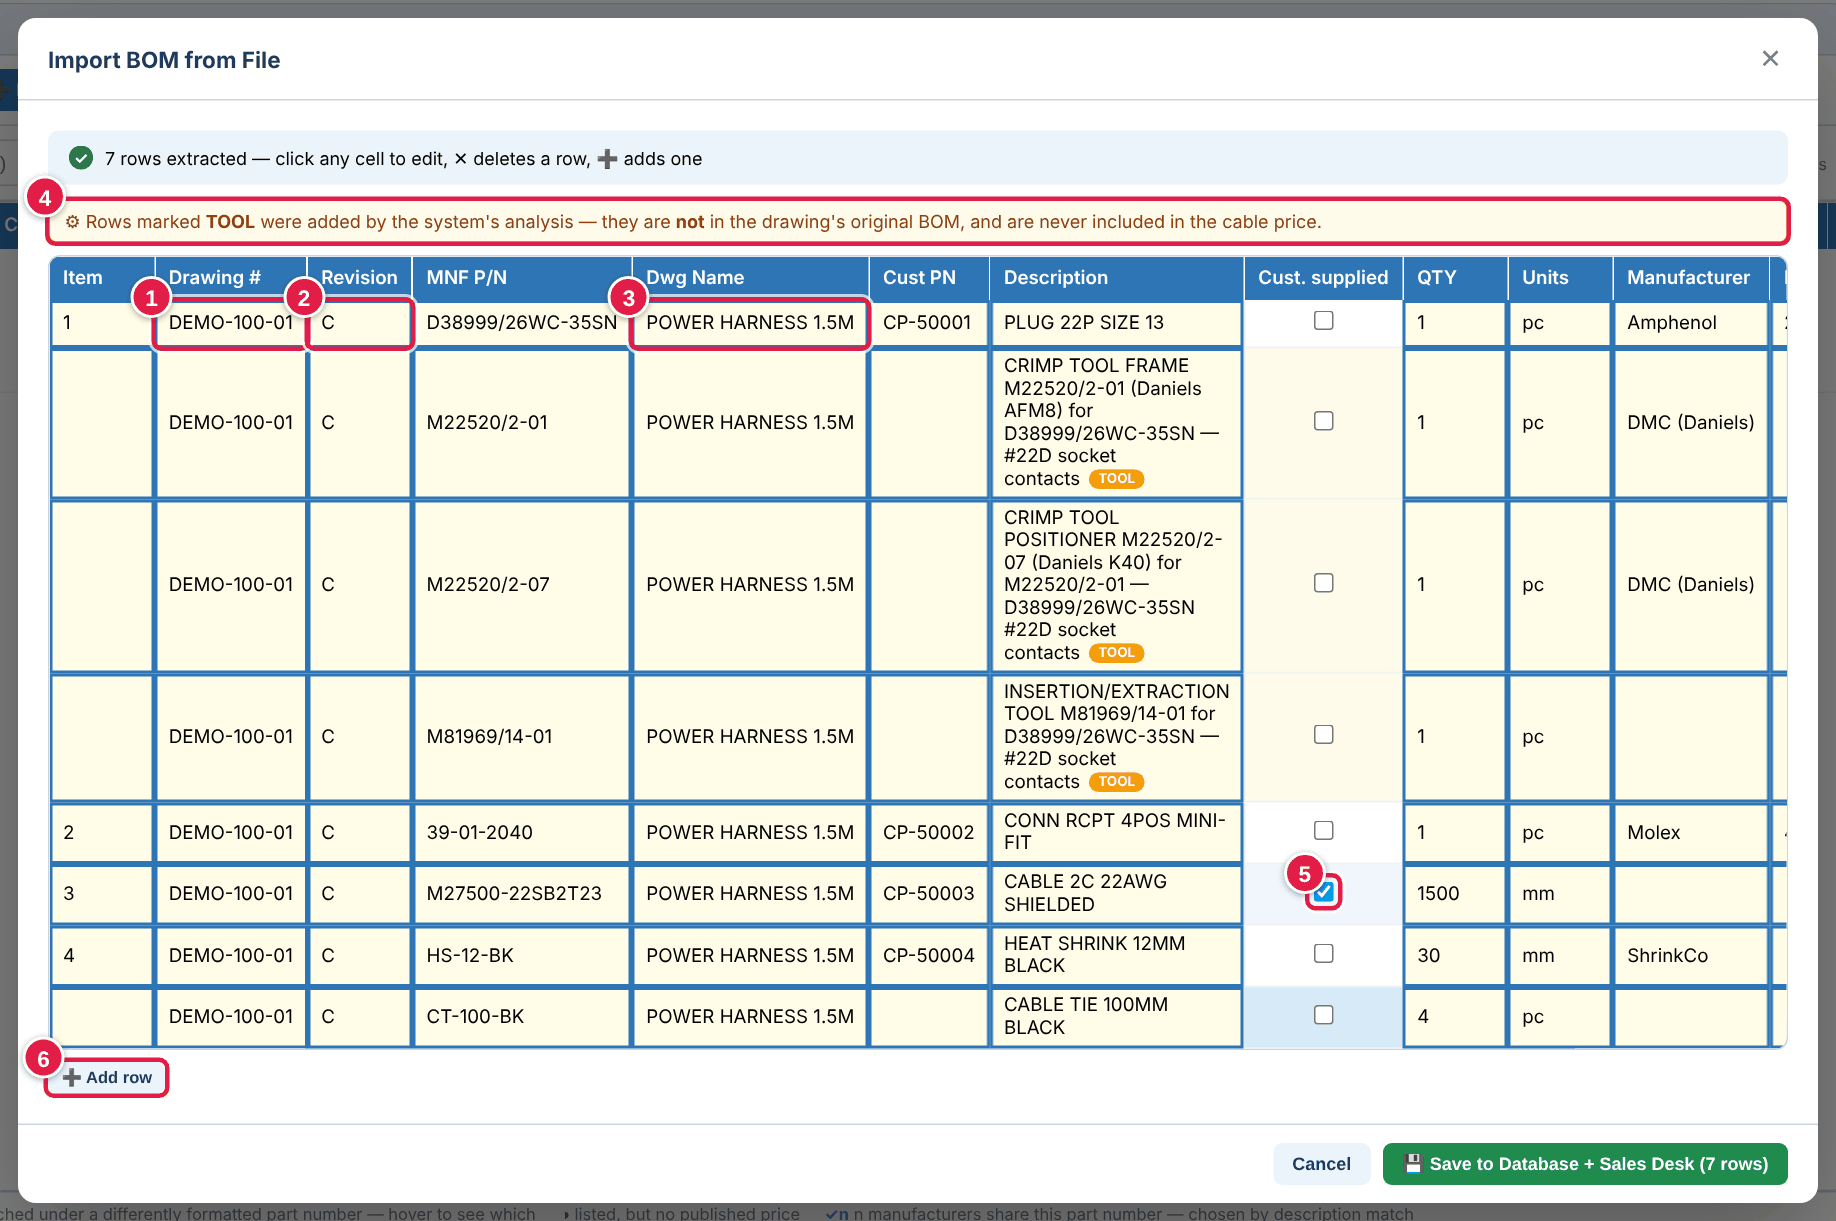 Import BOM from File
✕
7 rows extracted — click any cell to edit, ✕ deletes a row, ➕ adds one
4
⚙ Rows marked TOOL were added by the system's analysis — they are not in the drawing's original BOM, and are never included in the cable price.
Item Drawing # Revision MNF P/N Dwg Name Cust PN Description Cust. supplied QTY Units Manufacturer
1 2 3
1 DEMO-100-01 C D38999/26WC-35SN POWER HARNESS 1.5M CP-50001 PLUG 22P SIZE 13 1 pc Amphenol
CRIMP TOOL FRAME
M22520/2-01 (Daniels
AFM8) for
DEMO-100-01 C M22520/2-01 POWER HARNESS 1.5M 1 pc DMC (Daniels)
D38999/26WC-35SN —
#22D socket
contacts TOOL
CRIMP TOOL
POSITIONER M22520/2-
07 (Daniels K40) for
DEMO-100-01 C M22520/2-07 POWER HARNESS 1.5M M22520/2-01 — 1 pc DMC (Daniels)
D38999/26WC-35SN
#22D socket
contacts TOOL
INSERTION/EXTRACTION
TOOL M81969/14-01 for
DEMO-100-01 C M81969/14-01 POWER HARNESS 1.5M D38999/26WC-35SN — 1 pc
#22D socket
contacts TOOL
2 DEMO-100-01 C 39-01-2040 POWER HARNESS 1.5M CP-50002 CONN RCPT 4POS MINI- 1 pc Molex
FIT
5
3 DEMO-100-01 C M27500-22SB2T23 POWER HARNESS 1.5M CP-50003 CABLE 2C 22AWG 1500 mm
SHIELDED
4 DEMO-100-01 C HS-12-BK POWER HARNESS 1.5M CP-50004 HEAT SHRINK 12MM 30 mm ShrinkCo
BLACK
DEMO-100-01 C CT-100-BK POWER HARNESS 1.5M CABLE TIE 100MM 4 pc
BLACK
6
➕ Add row
Cancel 💾 Save to Database + Sales Desk (7 rows)
under a differently formatted part number — hover to see which listed, but no published price ✔n n manufacturers share this part number — chosen by description match